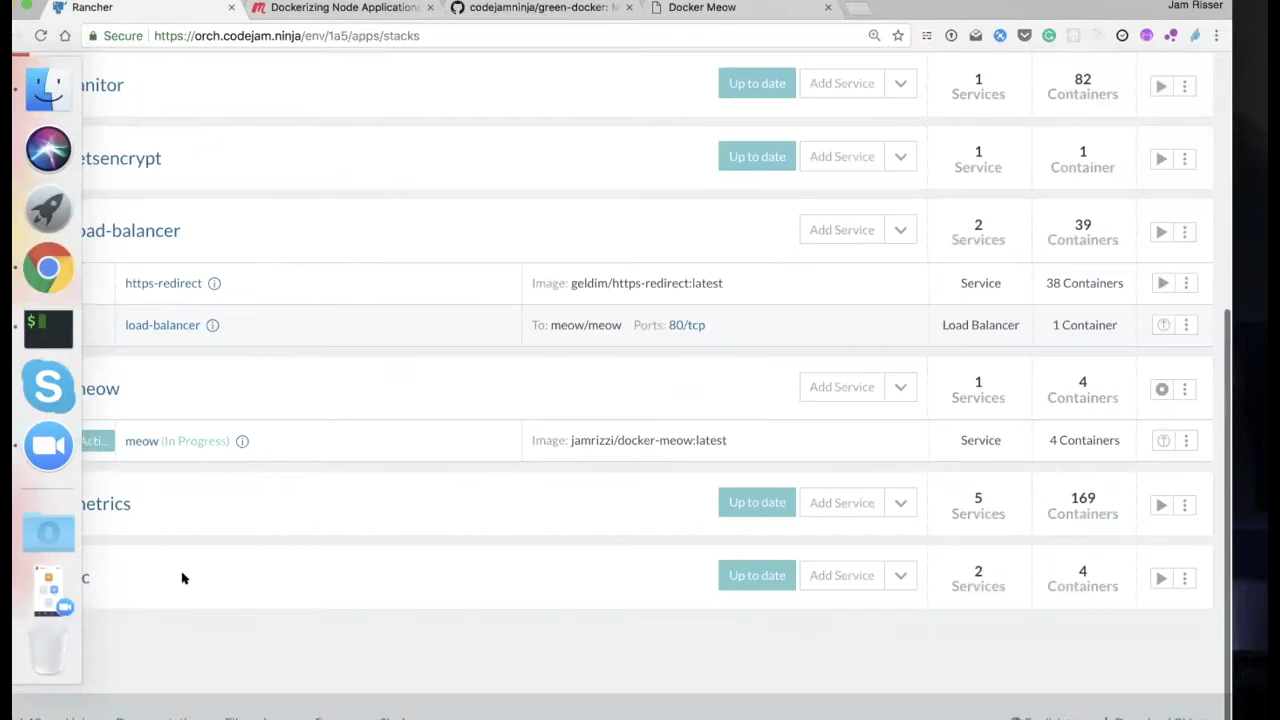 Rancher
Dockerizing Node Application
codejamninja/green-docker: M
Docker Meow
Jam Risser
Secure
https://orch.codejam.ninja/env/1a5/apps/stacks
nitor
Up to date
Add Service
1
Services
82
Containers
etsencrypt
Up to date
Add Service
1
Service
1
Container
oad-balancer
Add Service
2
Services
39
Containers
https-redirect
Image: geldim/https-redirect:latest
Service
38 Containers
load-balancer
To: meow/meow Ports: 80/tcp
Load Balancer
1 Container
meow
Add Service
1
Services
4
Containers
Acti...
meow (In Progress)
Image: jamrizzi/docker-meow:latest
Service
4 Containers
etrics
Up to date
Add Service
5
Services
169
Containers
c
Up to date
Add Service
2
Services
4
Containers
$
S